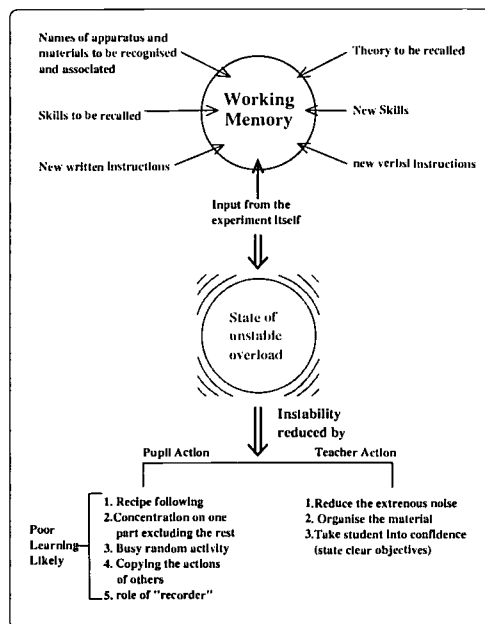 Names of apparatus and
materials to be recognised
and associated
Theory to be recalled
Working
Memory
Skills to be recalled
New Skills
New written Instructions
new verbal Instructions
Input from the
experiment itself
State of
unstable
overload
Instability
reduced by
Pupil Action
Teacher Action
Poor
Learning
Likely
1. Recipe following
2.Concentration on one
part excluding the rest
3. Busy random activity
4. Copying the actions
of others
5. role of "recorder"
1.Reduce the extrenous noise
2. Organise the material
3.Take student into confidence
(state clear objectives)